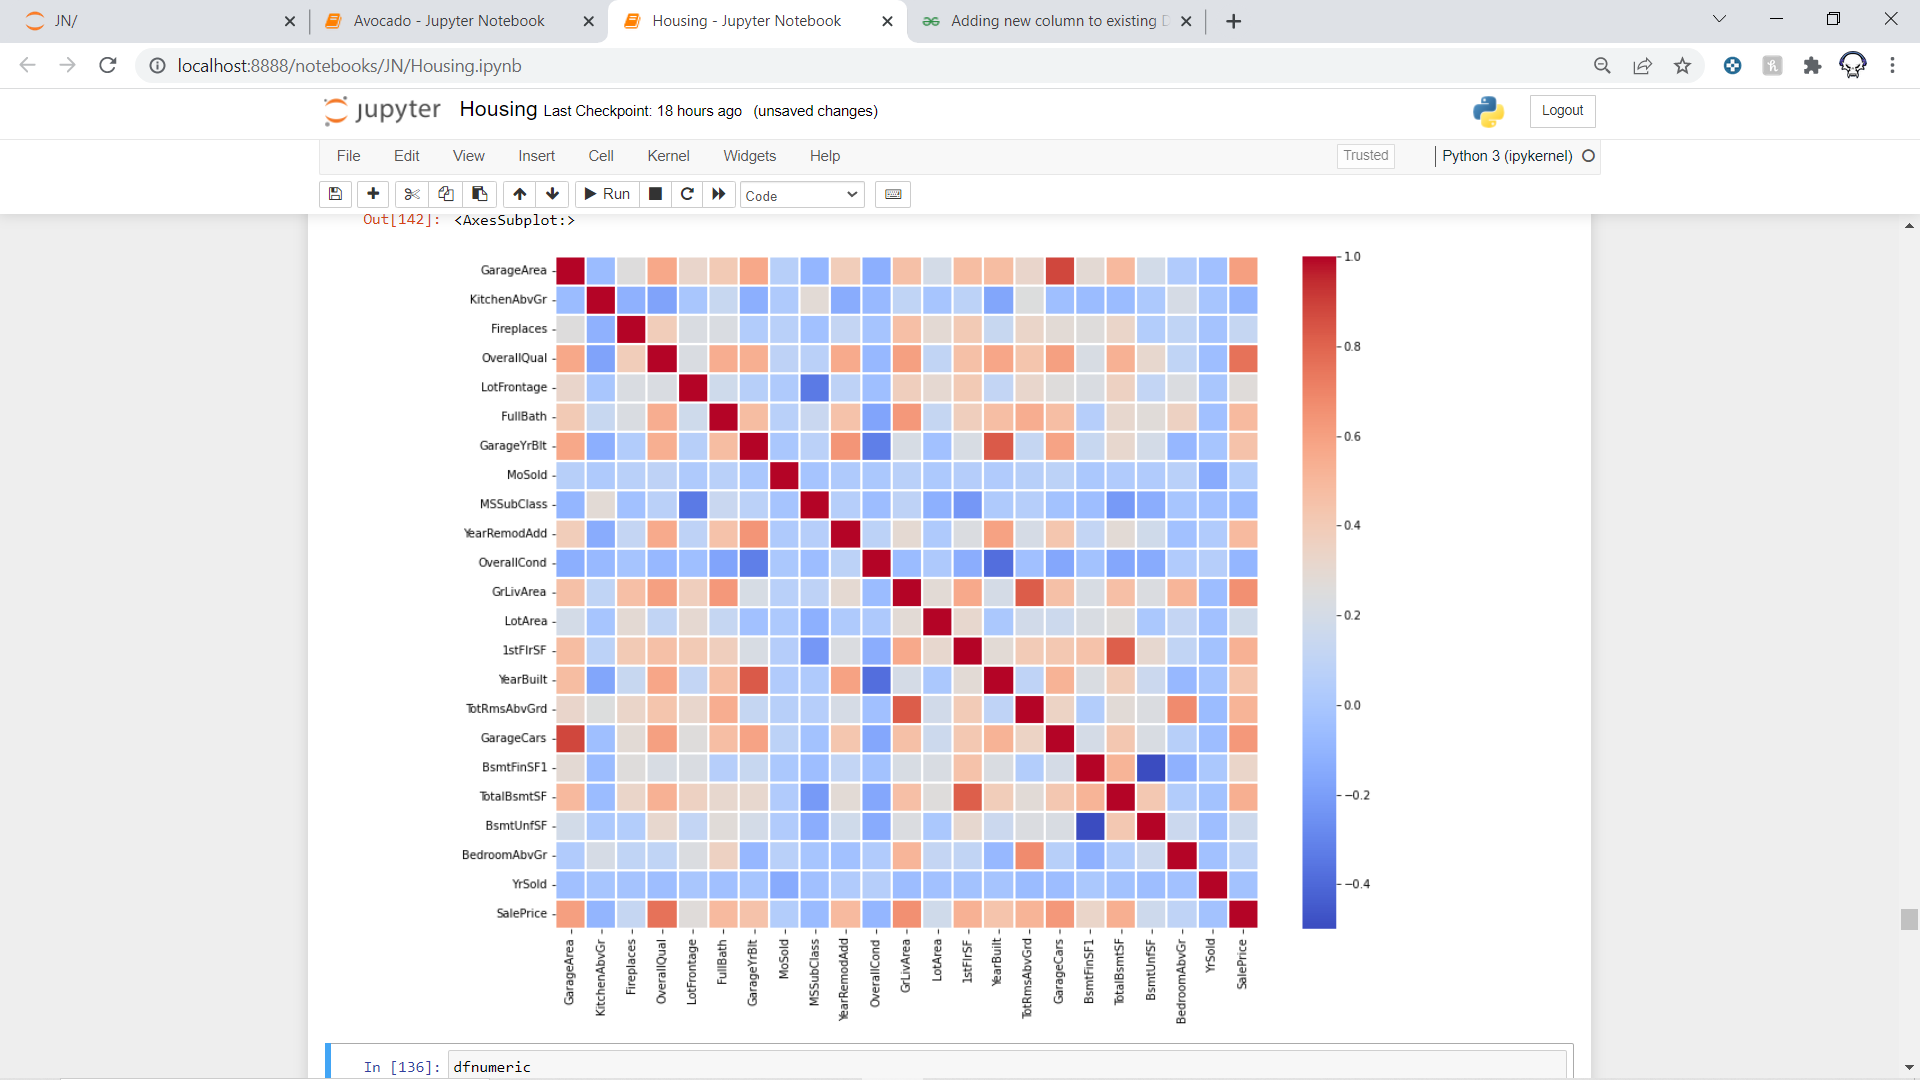 JN/
Avocado - Jupyter Notebook
Housing - Jupyter Notebook
Adding new column to existing D
localhost:8888/notebooks/JN/Housing.ipynb
jupyter Housing Last Checkpoint: 18 hours ago (unsaved changes)
Logout
File Edit View Insert Cell Kernel Widgets Help
Trusted
Python 3 (ipykernel)
Run
Code
Out[142]: <AxesSubplot:>
GarageArea
KitchenAbvGr
Fireplaces
OverallQual
LotFrontage
FullBath
GarageYrBlt
MoSold
MSSubClass
YearRemodAdd
OverallCond
GrLivArea
LotArea
1stFlrSF
YearBuilt
TotRmsAbvGrd
GarageCars
BsmtFinSF1
TotalBsmtSF
BsmtUnfSF
BedroomAbvGr
YrSold
SalePrice
GarageArea
KitchenAbvGr
Fireplaces
OverallQual
LotFrontage
FullBath
GarageYrBlt
MoSold
MSSubClass
YearRemodAdd
OverallCond
GrLivArea
LotArea
1stFlrSF
YearBuilt
TotRmsAbvGrd
GarageCars
BsmtFinSF1
TotalBsmtSF
BsmtUnfSF
BedroomAbvGr
YrSold
SalePrice
1.0
0.8
0.6
0.4
0.2
0.0
−0.2
−0.4
In [136]: dfnumeric